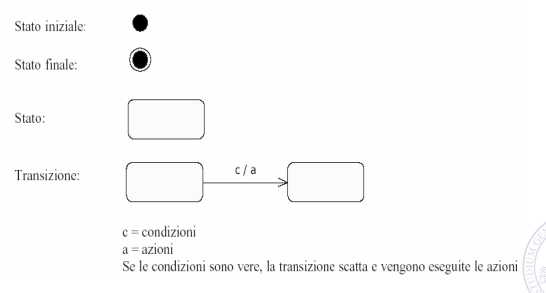 Stato iniziale:
Stato finale:
Stato:
Transizione:
c / a
c = condizioni
a = azioni
Se le condizioni sono vere, la transizione scatta e vengono eseguite le azioni